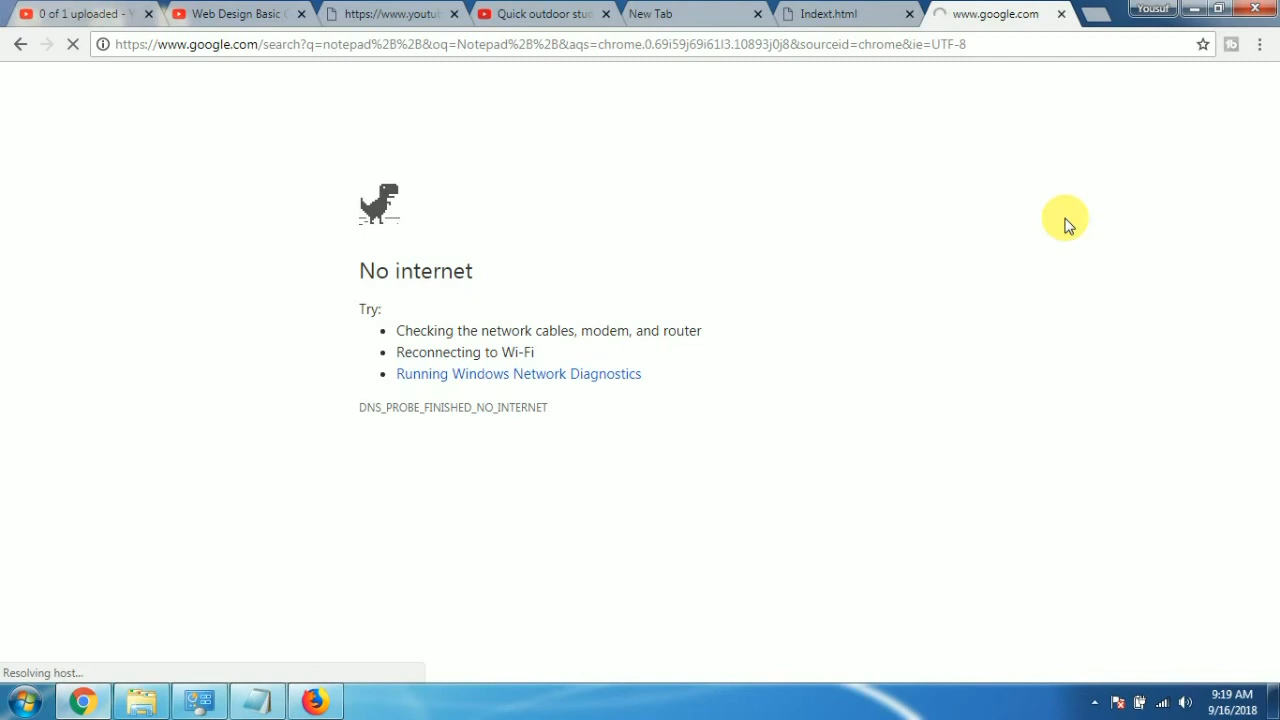 0 of 1 uploaded - Y
Web Design Basic C
https://www.youtu
Quick outdoor stu
New Tab
Indext.html
www.google.com
Yousuf
https://www.google.com/search?q=notepad%2B%2B&oq=Notepad%2B%2B&aqs=chrome.0.69i59j69i61l3.10893j0j8&sourceid=chrome&ie=UTF-8
No internet
Try:
Checking the network cables, modem, and router
Reconnecting to Wi-Fi
Running Windows Network Diagnostics
DNS_PROBE_FINISHED_NO_INTERNET
Resolving host...
9:19 AM
9/16/2018